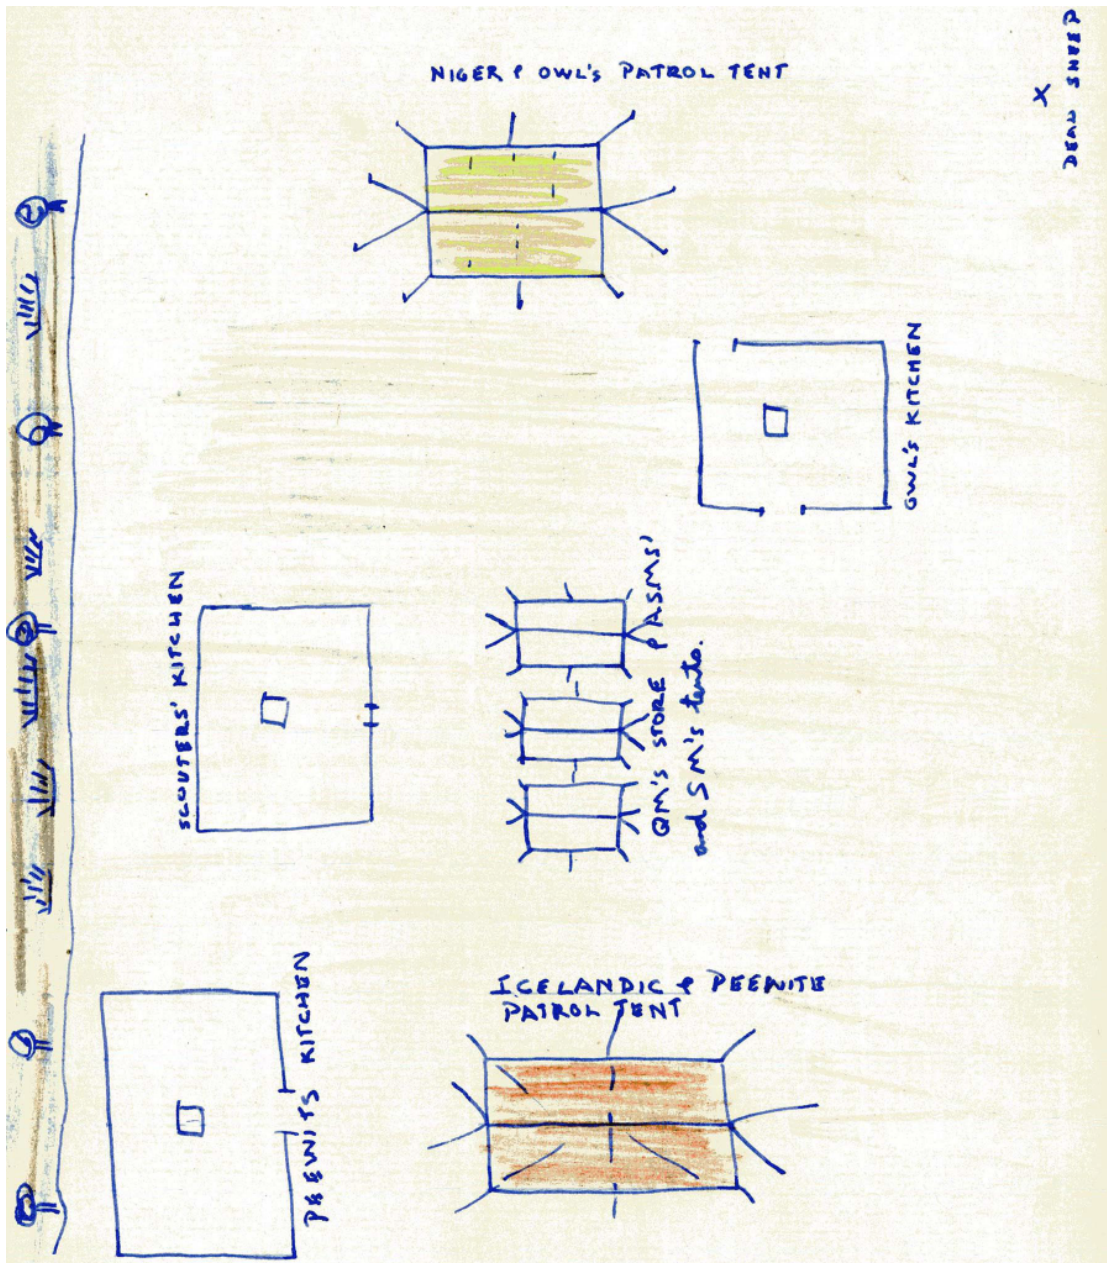 NIGER & OWL'S PATROL TENT
DEAD SHEEP
X
OWL'S KITCHEN
SCOUTERS' KITCHEN
QM'S STORE & ASMS'
and SM's tents.
ICELANDIC & PEEWITE
PATROL TENT
PEEWITS KITCHEN